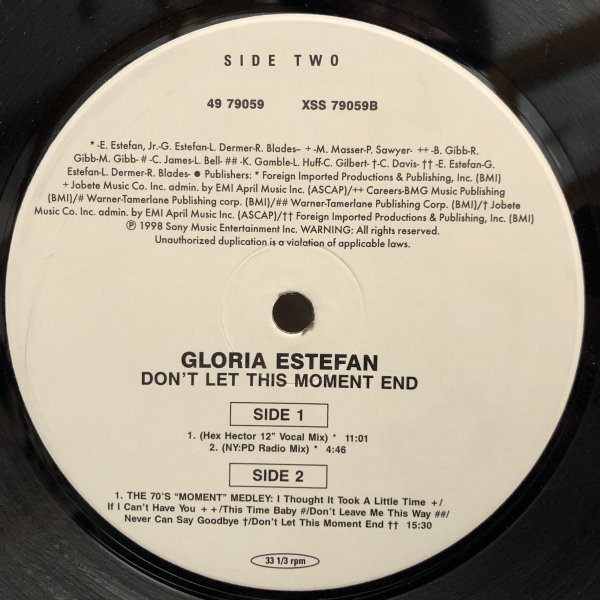 SIDE TWO
49 79059 XSS 79059B
* -E. Estefan, Jr.-G. Estefan-L. Dermer-R. Blades– + -M. Masser-P. Sawyer- ++ -B. Gibb-R.
Gibb-M. Gibb- # -C. James-L. Bell- ## -K. Gamble-L. Huff-C. Gilbert- †-C. Davis- †† -E. Estefan-G.
Estefan-L. Dermer-R. Blades- ● Publishers: * Foreign Imported Productions & Publishing, Inc. (BMI)
+ Jobete Music Co. Inc. admin. by EMI April Music Inc. (ASCAP)/++ Careers-BMG Music Publishing
(BMI)/# Warner-Tamerlane Publishing corp. (BMI)/## Warner-Tamerlane Publishing Corp. (BMI)/† Jobete
Music Co. Inc. admin. by EMI April Music Inc. (ASCAP)/†† Foreign Imported Productions & Publishing, Inc. (BMI)
℗ 1998 Sony Music Entertainment Inc. WARNING: All rights reserved.
Unauthorized duplication is a violation of applicable laws.
GLORIA ESTEFAN
DON'T LET THIS MOMENT END
SIDE 1
1. (Hex Hector 12" Vocal Mix) * 11:01
2. (NY:PD Radio Mix) * 4:46
SIDE 2
1. THE 70'S "MOMENT" MEDLEY: I Thought It Took A Little Time +/
If I Can't Have You + +/This Time Baby #/Don't Leave Me This Way ##/
Never Can Say Goodbye †/Don't Let This Moment End †† 15:30
33 1/3 rpm